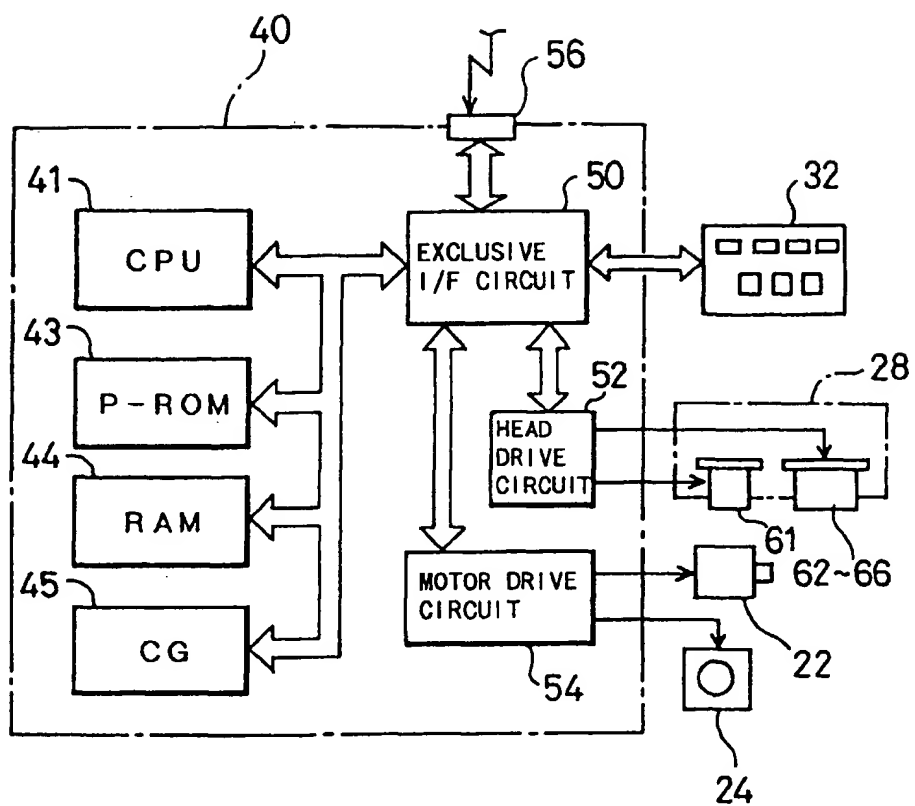 40
56
41
50
32
CPU
EXCLUSIVE
I/F CIRCUIT
43
P-ROM
52
28
HEAD
DRIVE
CIRCUIT
44
RAM
61
62~66
45
MOTOR DRIVE
CIRCUIT
CG
54
22
24